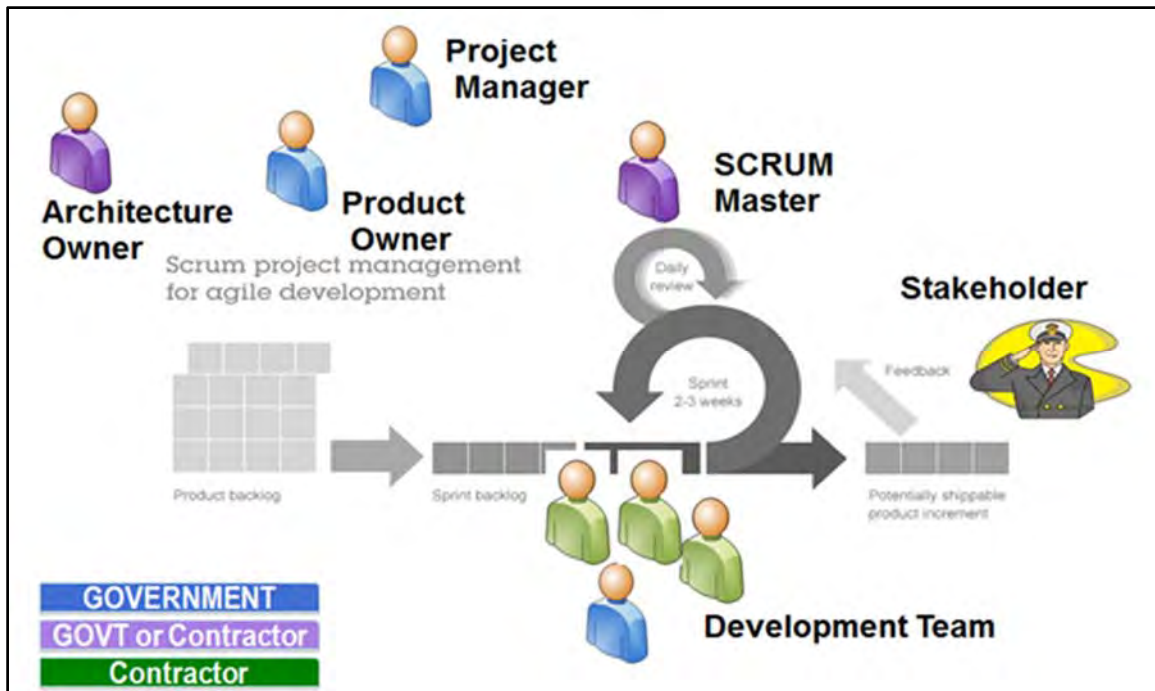 Project
Manager
Architecture
Owner
Product
Owner
SCRUM
Master
Scrum project management
for agile development
Daily
review
Stakeholder
Sprint
2-3 weeks
Feedback
Product backlog
Sprint backlog
Potentially shippable
product increment
GOVERNMENT
GOVT or Contractor
Contractor
Development Team